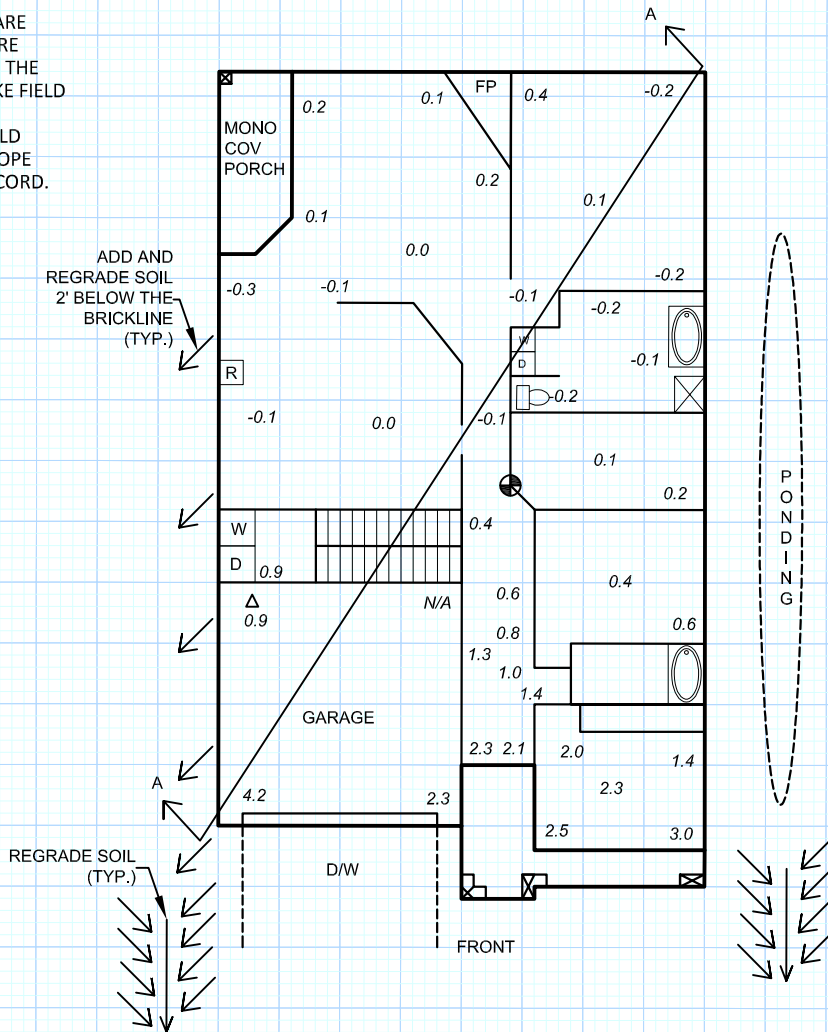 ARE
RE
THE
KE FIELD
LD
OPE
CORD.
A
FP
0.2
0.1
0.4
-0.2
MONO
COV
PORCH
0.2
0.1
0.1
0.0
ADD AND
REGRADE SOIL
2' BELOW THE
BRICKLINE
(TYP.)
-0.3
-0.1
-0.1
-0.2
-0.2
W
D
-0.1
R
-0.2
-0.1
0.0
-0.1
0.1
0.2
PONDING
W
D
0.9
0.4
0.9
N/A
0.6
0.4
0.8
0.6
1.3
1.0
1.4
GARAGE
2.3 2.1
2.0
1.4
2.3
A
4.2
2.3
2.5
3.0
REGRADE SOIL
(TYP.)
D/W
FRONT